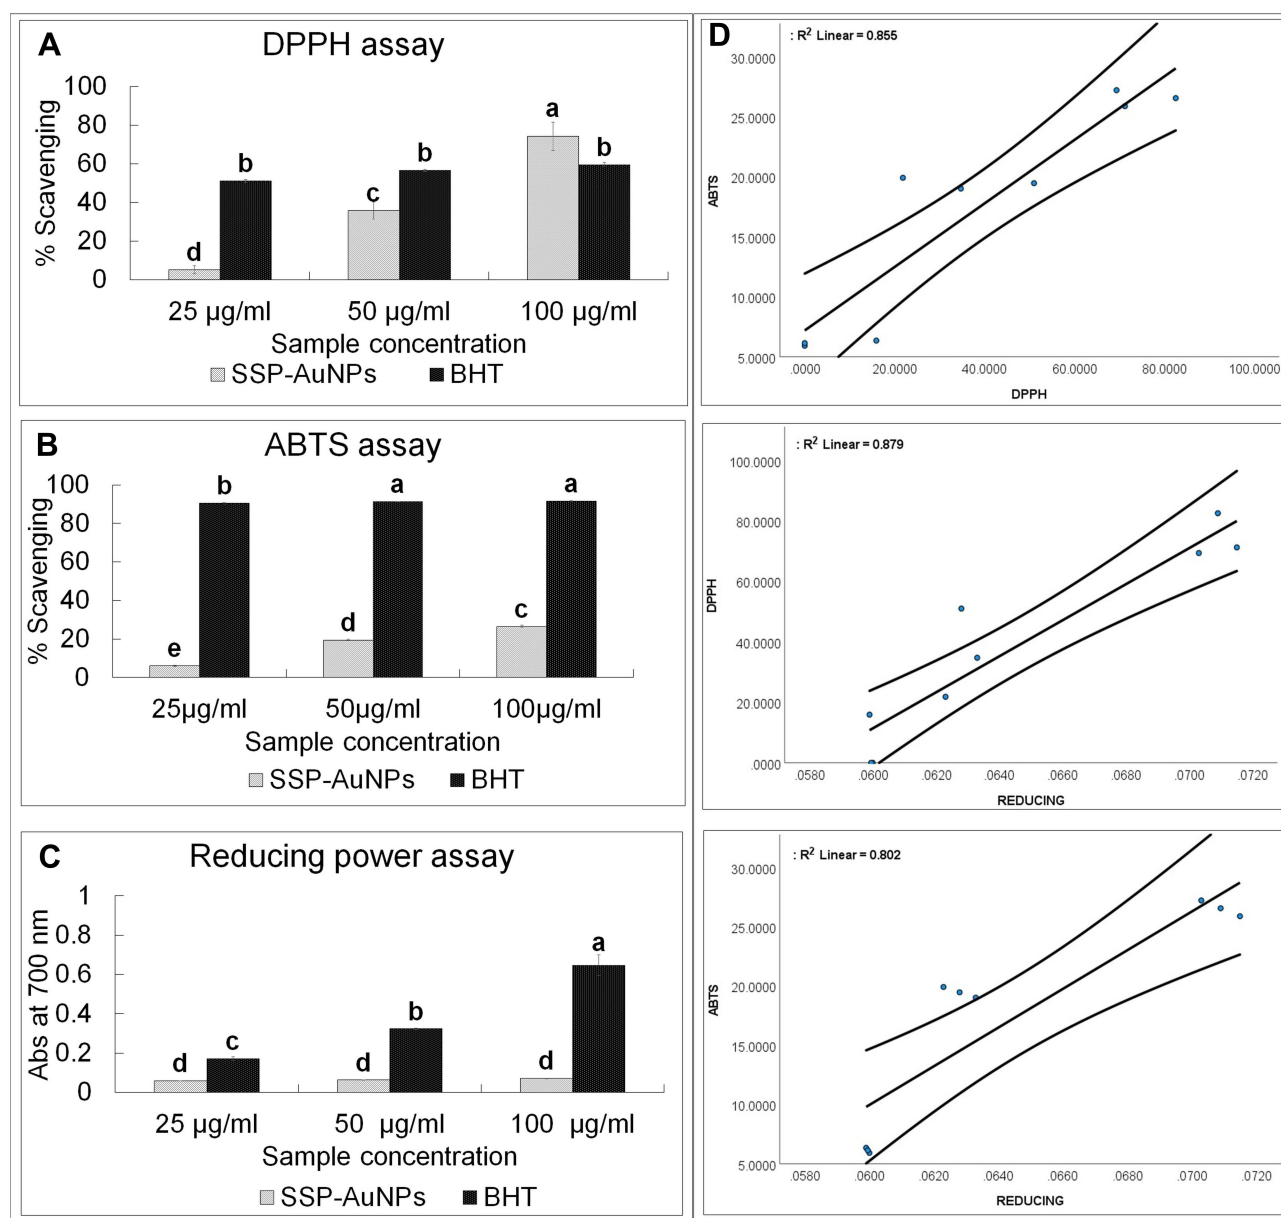 A
DPPH assay
% Scavenging
100
80
60
40
20
0
d
b
c
b
a
b
25 µg/ml
50 µg/ml
100 µg/ml
Sample concentration
SSP-AuNPs
BHT
B
ABTS assay
% Scavenging
100
80
60
40
20
0
e
b
d
a
c
a
25µg/ml
50µg/ml
100µg/ml
Sample concentration
SSP-AuNPs
BHT
C
Reducing power assay
Abs at 700 nm
1
0.8
0.6
0.4
0.2
0
d
c
d
b
d
a
25 µg/ml
50 µg/ml
100 µg/ml
Sample concentration
SSP-AuNPs
BHT
D
: R² Linear = 0.855
ABTS
30.0000
25.0000
20.0000
15.0000
10.0000
5.0000
.0000
20.0000
40.0000
60.0000
80.0000
100.0000
DPPH
: R² Linear = 0.879
DPPH
100.0000
80.0000
60.0000
40.0000
20.0000
.0000
.0580
.0600
.0620
.0640
.0660
.0680
.0700
.0720
REDUCING
: R² Linear = 0.802
ABTS
30.0000
25.0000
20.0000
15.0000
10.0000
5.0000
.0580
.0600
.0620
.0640
.0660
.0680
.0700
.0720
REDUCING